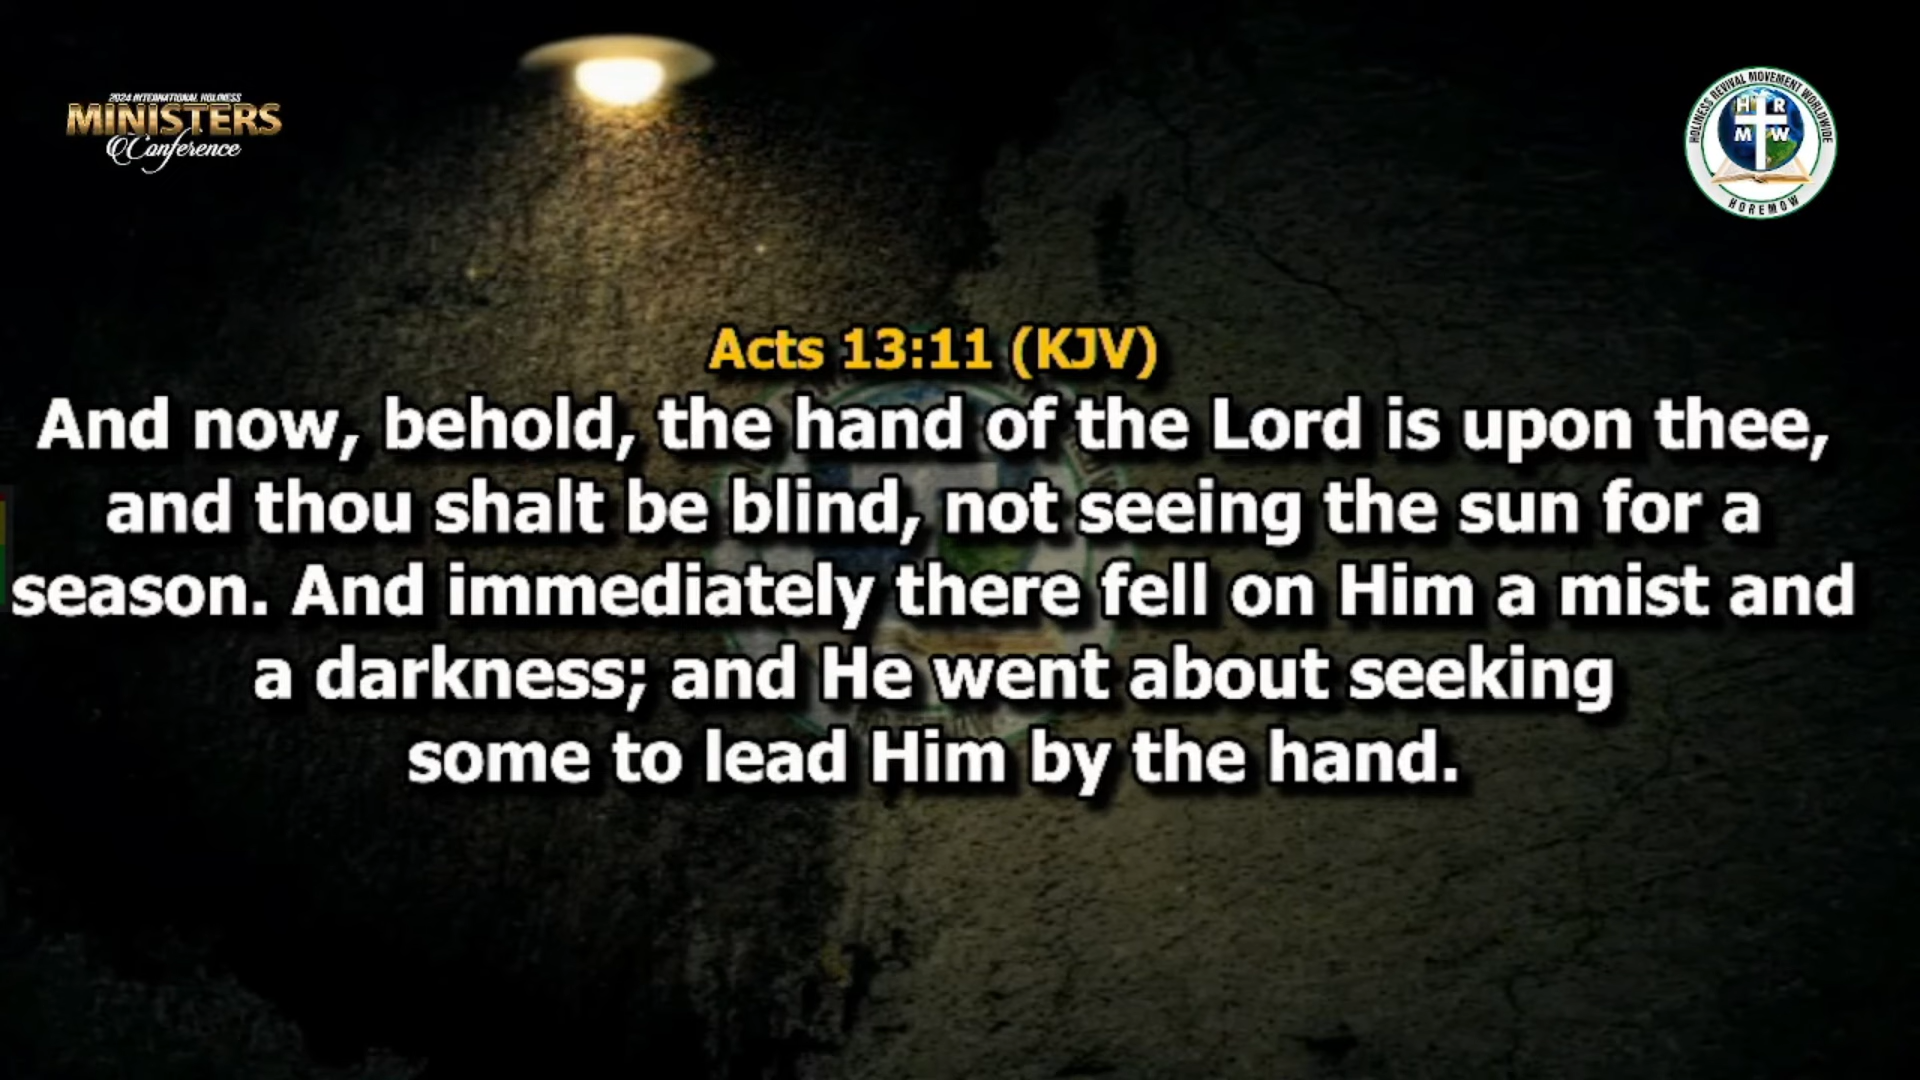 2024 INTERNATIONAL HOLINESS
MINISTERS
Conference
HOLINESS REVIVAL MOVEMENT WORLDWIDE
H R
M W
HOREMOW
Acts 13:11 (KJV)
And now, behold, the hand of the Lord is upon thee,
and thou shalt be blind, not seeing the sun for a
season. And immediately there fell on Him a mist and
a darkness; and He went about seeking
some to lead Him by the hand.